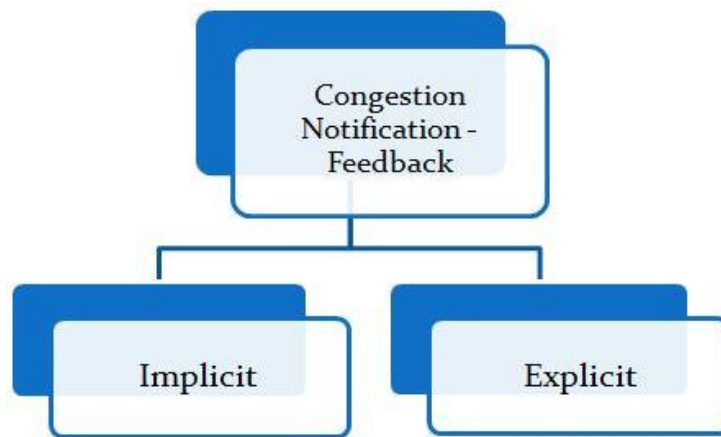 Congestion
Notification -
Feedback
Implicit
Explicit